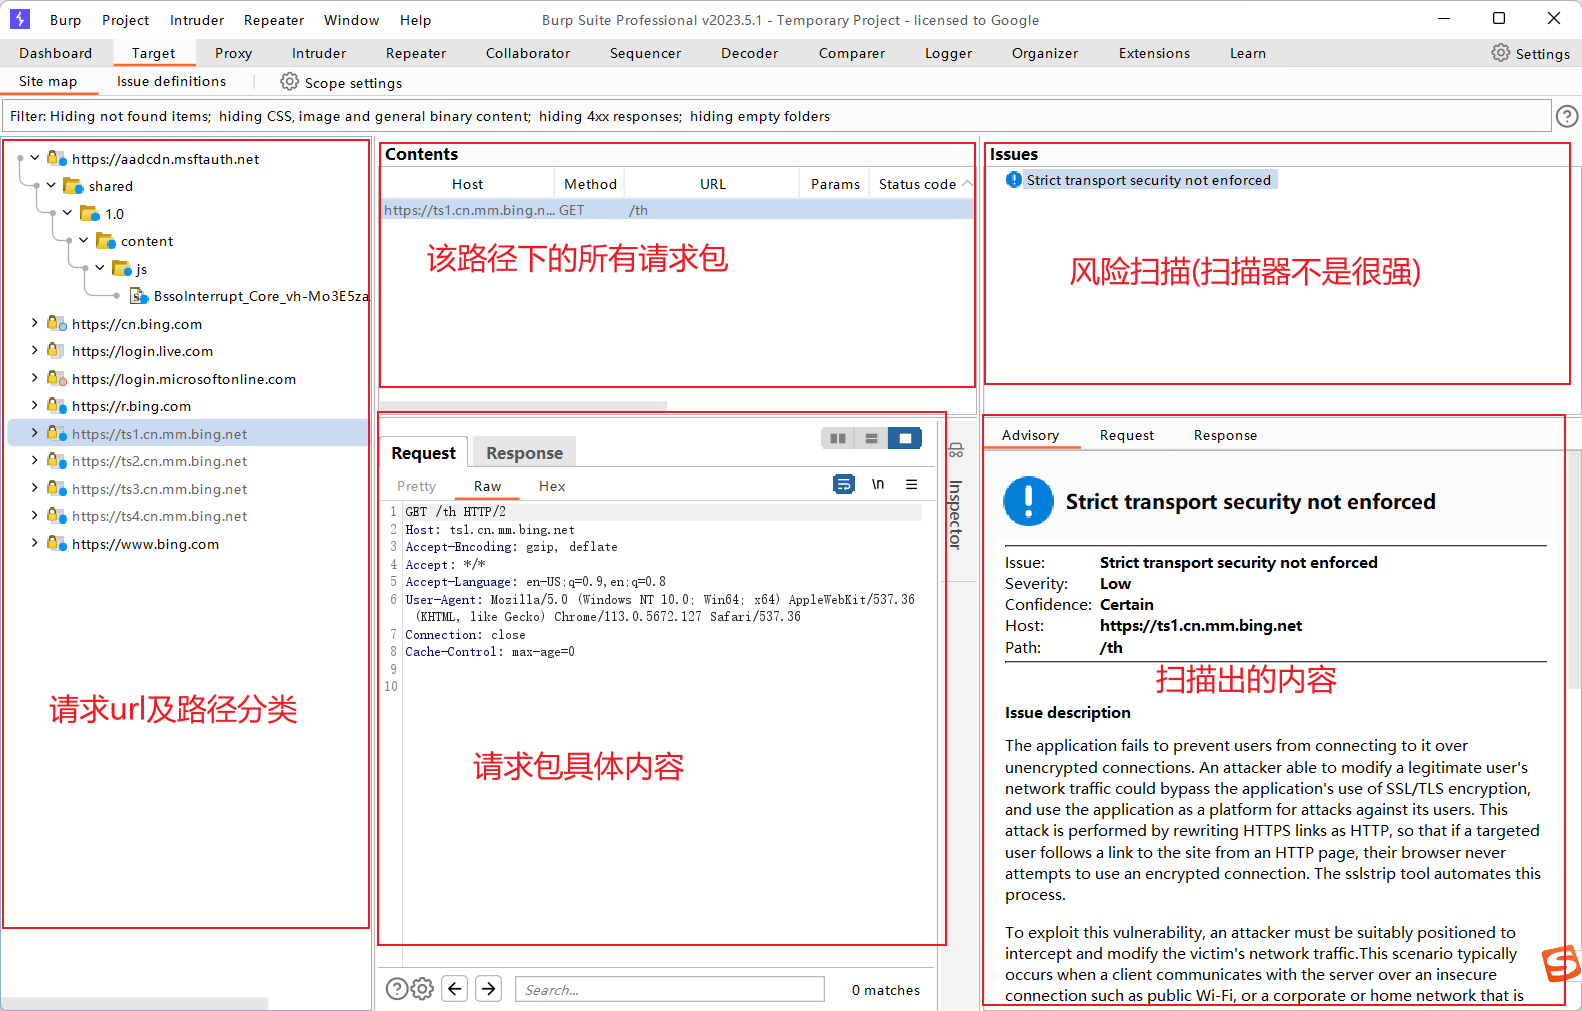 Burp Project Intruder Repeater Window Help Burp Suite Professional v2023.5.1 - Temporary Project - licensed to Google
Dashboard Target Proxy Intruder Repeater Collaborator Sequencer Decoder Comparer Logger Organizer Extensions Learn Settings
Site map Issue definitions Scope settings
Filter: Hiding not found items; hiding CSS, image and general binary content; hiding 4xx responses; hiding empty folders
https://aadcdn.msftauth.net
shared
1.0
content
js
BssoInterrupt_Core_vh-Mo3E5za
https://cn.bing.com
https://login.live.com
https://login.microsoftonline.com
https://r.bing.com
https://ts1.cn.mm.bing.net
https://ts2.cn.mm.bing.net
https://ts3.cn.mm.bing.net
https://ts4.cn.mm.bing.net
https://www.bing.com
请求url及路径分类
Contents
Host Method URL Params Status code
https://ts1.cn.mm.bing.n... GET /th
该路径下的所有请求包
Issues
Strict transport security not enforced
风险扫描(扫描器不是很强)
Request Response
Pretty Raw Hex \n
1 GET /th HTTP/2
2 Host: ts1.cn.mm.bing.net
3 Accept-Encoding: gzip, deflate
4 Accept: */*
5 Accept-Language: en-US;q=0.9,en;q=0.8
6 User-Agent: Mozilla/5.0 (Windows NT 10.0; Win64; x64) AppleWebKit/537.36
(KHTML, like Gecko) Chrome/113.0.5672.127 Safari/537.36
7 Connection: close
8 Cache-Control: max-age=0
9
10
请求包具体内容
Search...
0 matches
Inspector
Advisory Request Response
Strict transport security not enforced
Issue: Strict transport security not enforced
Severity: Low
Confidence: Certain
Host: https://ts1.cn.mm.bing.net
Path: /th
扫描出的内容
Issue description
The application fails to prevent users from connecting to it over
unencrypted connections. An attacker able to modify a legitimate user's
network traffic could bypass the application's use of SSL/TLS encryption,
and use the application as a platform for attacks against its users. This
attack is performed by rewriting HTTPS links as HTTP, so that if a targeted
user follows a link to the site from an HTTP page, their browser never
attempts to use an encrypted connection. The sslstrip tool automates this
process.
To exploit this vulnerability, an attacker must be suitably positioned to
intercept and modify the victim's network traffic.This scenario typically
occurs when a client communicates with the server over an insecure
connection such as public Wi-Fi, or a corporate or home network that is